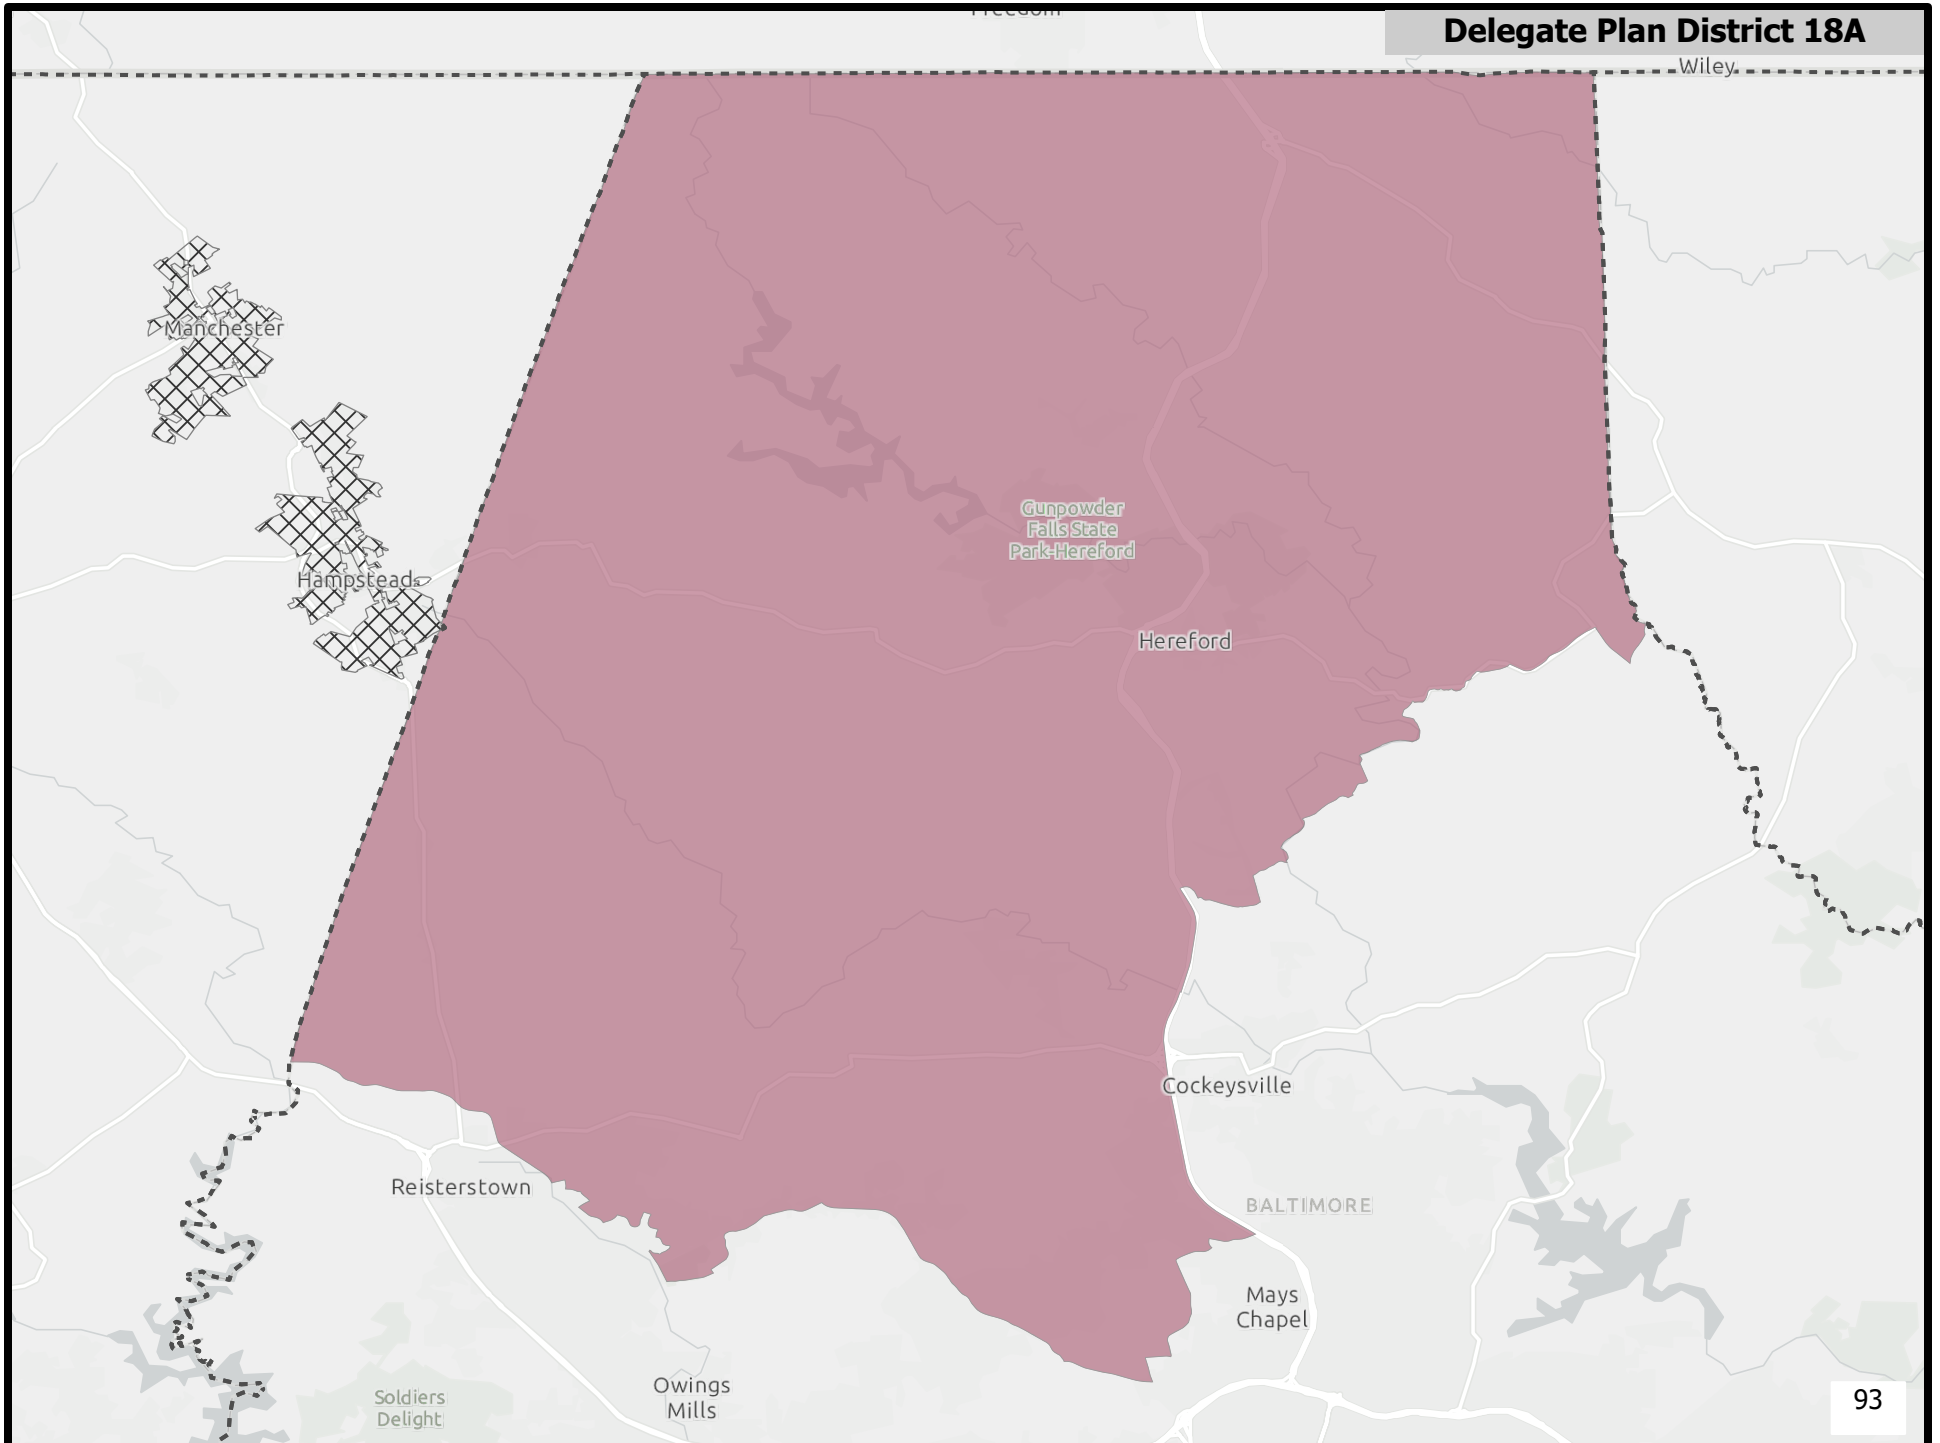 Freedom
Delegate Plan District 18A
Wiley
Manchester
Gunpowder
Falls State
Park-Hereford
Hampstead
Hereford
Cockeysville
Reisterstown
BALTIMORE
Mays
Chapel
Owings
Mills
Soldiers
Delight
93